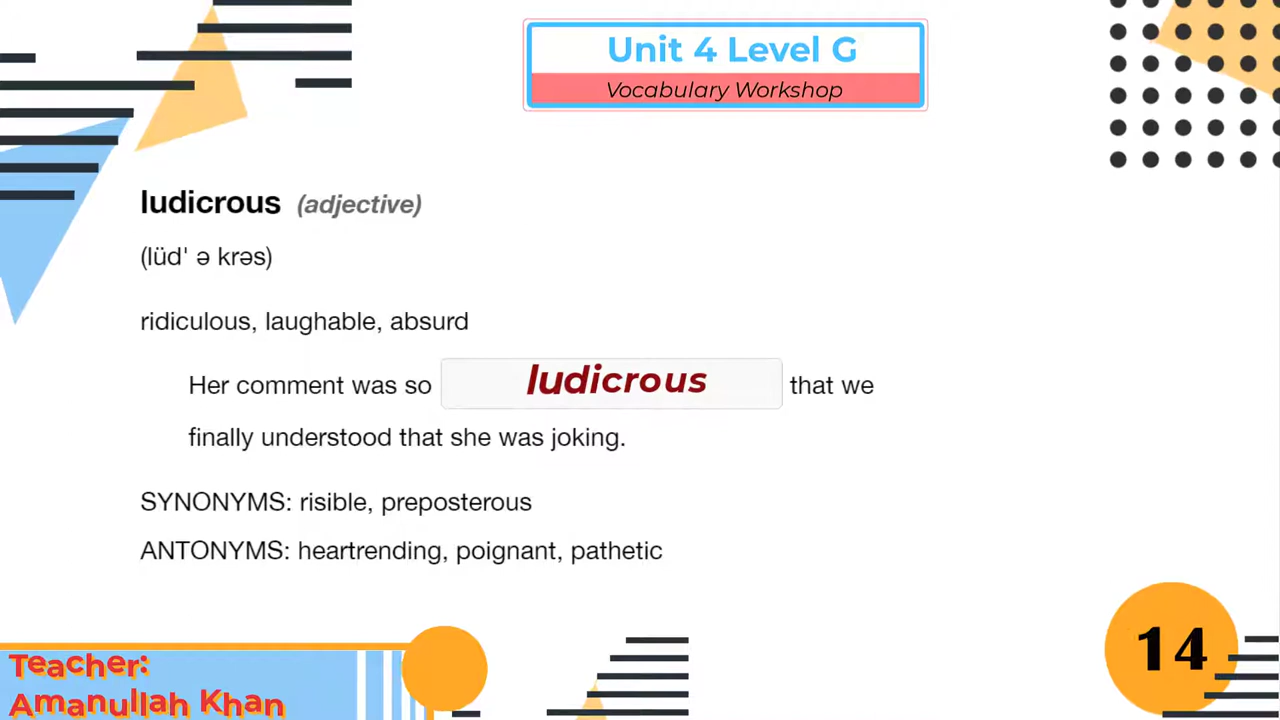 Unit 4 Level G
Vocabulary Workshop
ludicrous (adjective)
(lüd' ə krəs)
ridiculous, laughable, absurd
Her comment was so ludicrous that we
finally understood that she was joking.
SYNONYMS: risible, preposterous
ANTONYMS: heartrending, poignant, pathetic
Teacher:
Amanullah Khan
14